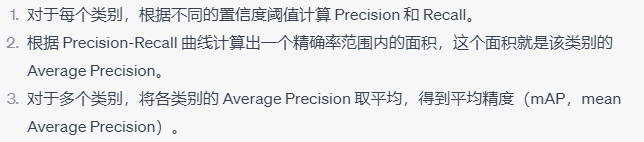 1. 对于每个类别，根据不同的置信度阈值计算 Precision 和 Recall。
2. 根据 Precision-Recall 曲线计算出一个精确率范围内的面积，这个面积就是该类别的
Average Precision。
3. 对于多个类别，将各类别的 Average Precision 取平均，得到平均精度（mAP，mean
Average Precision）。